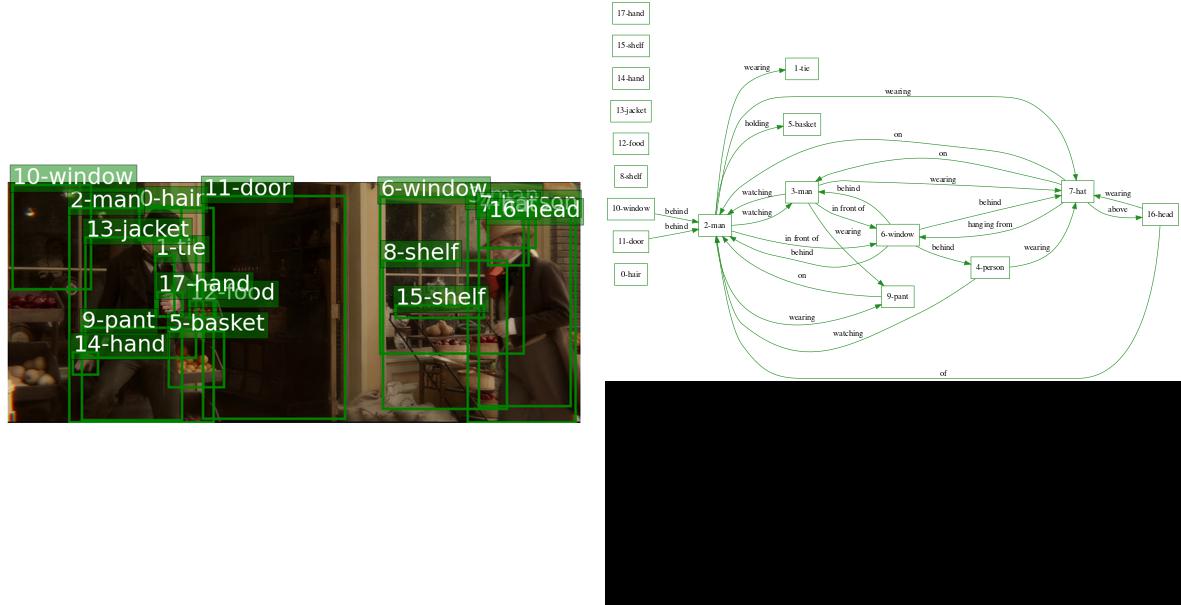 10-window
2-man
0-hair
11-door
6-window
16-head
13-jacket
1-tie
8-shelf
17-hand
12-food
15-shelf
9-pant
5-basket
14-hand
17-hand
15-shelf
14-hand
13-jacket
12-food
8-shelf
10-window
11-door
0-hair
behind
behind
2-man
wearing
1-tie
wearing
holding
5-basket
on
on
watching
3-man
behind
wearing
7-hat
wearing
above
16-head
watching
in front of
behind
hanging from
wearing
6-window
in front of
behind
behind
4-person
wearing
on
9-pant
wearing
watching
of